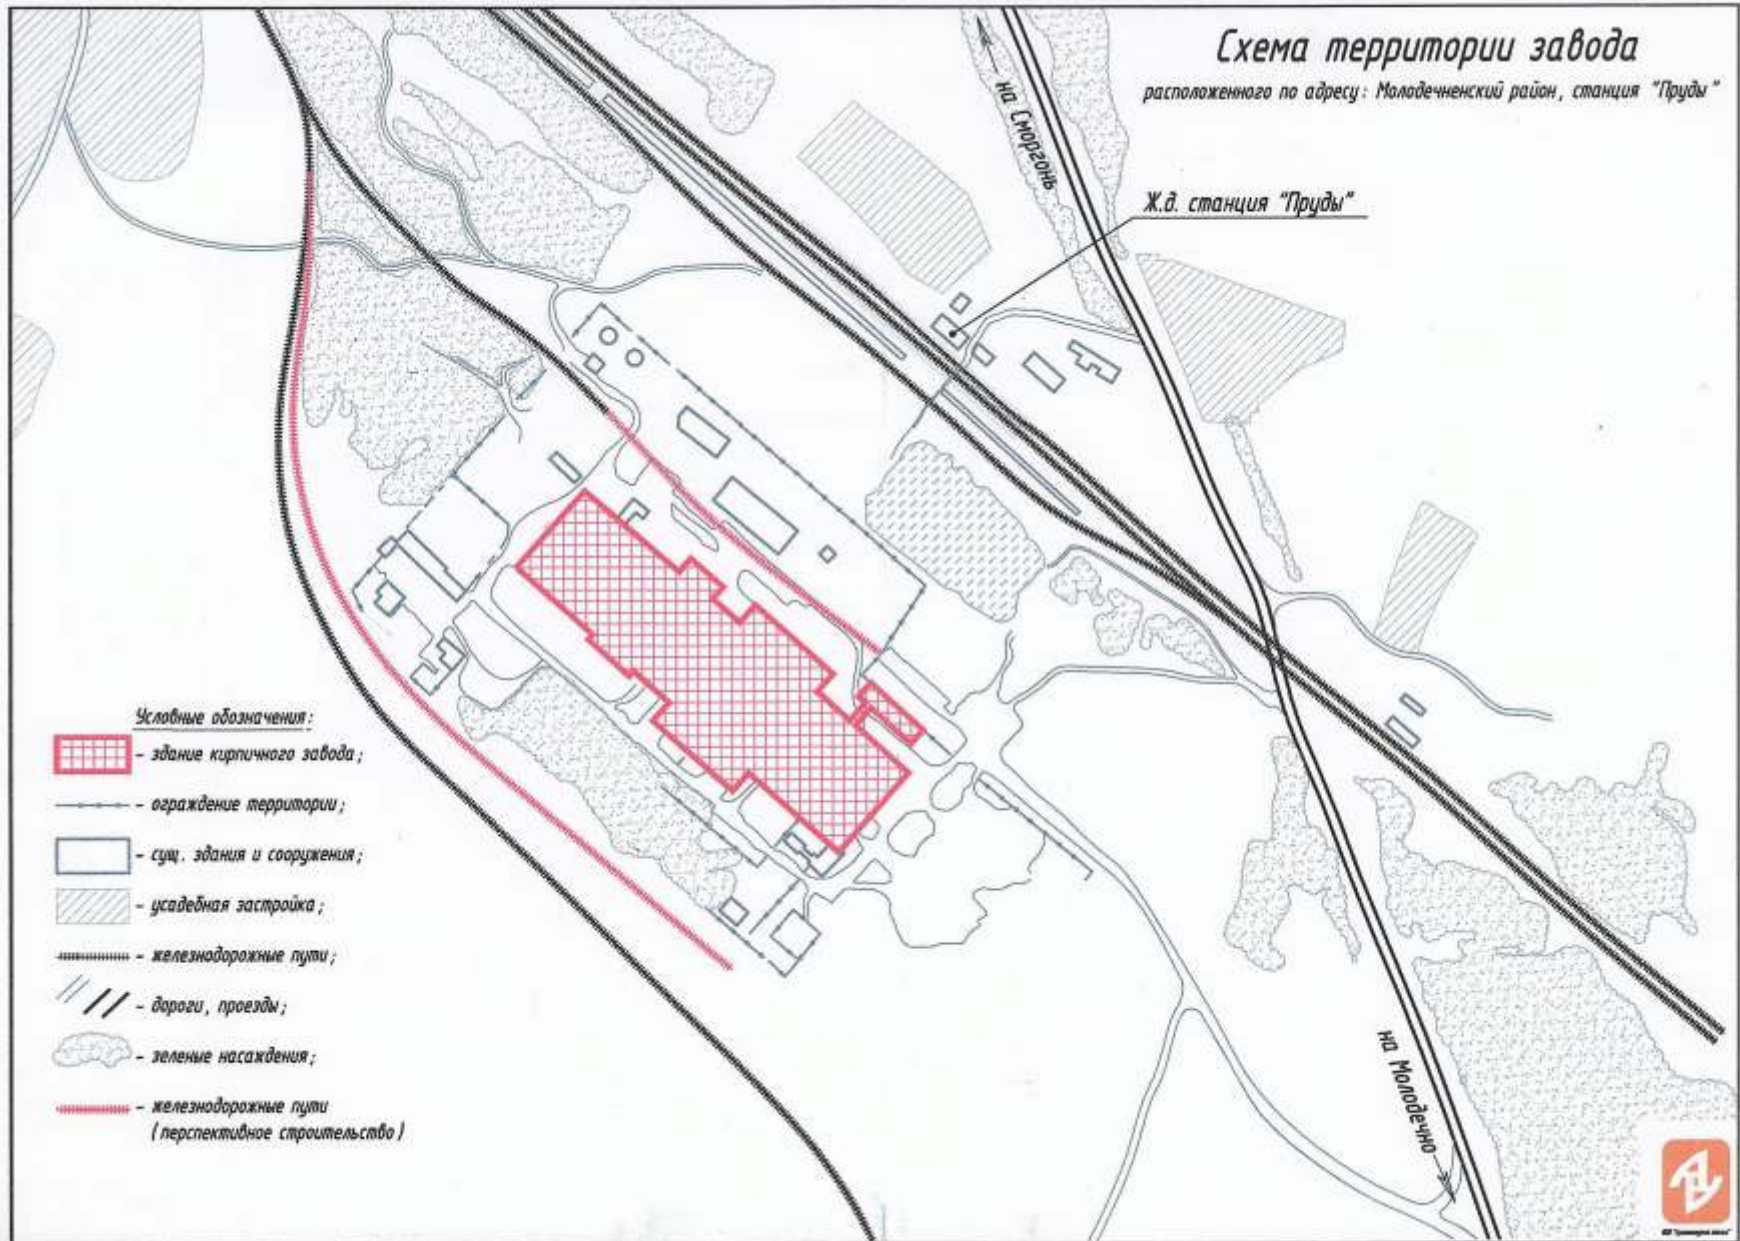 Схема территории завода
расположенного по адресу: Молодечненский район, станция "Пруды"
на Сморгонь
Ж.д. станция "Пруды"
Условные обозначения:
- здание кирпичного завода;
- ограждение территории;
- сущ. здания и сооружения;
- усадебная застройка;
- железнодорожные пути;
- дороги, проезды;
- зеленые насаждения;
- железнодорожные пути
(перспективное строительство)
на Молодечно